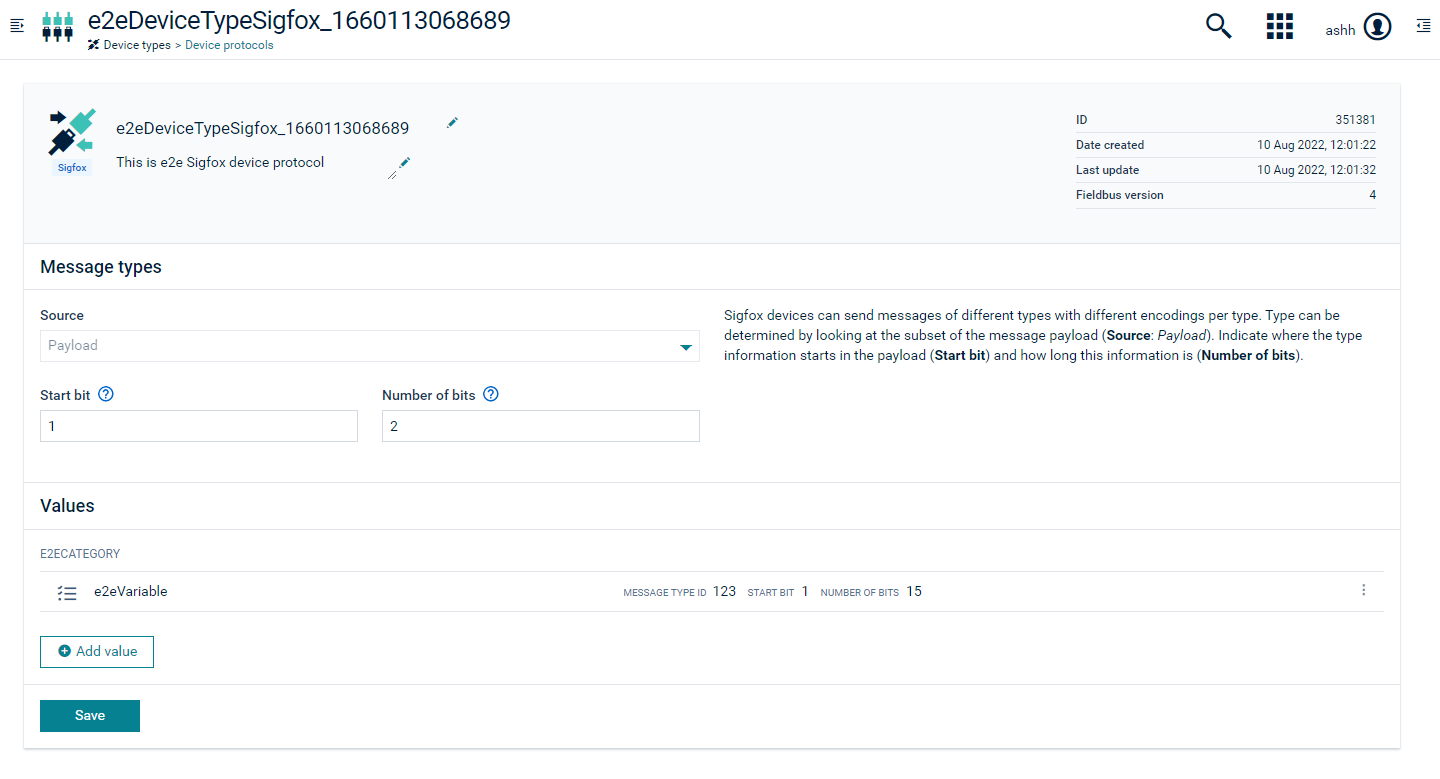 e2eDeviceTypeSigfox_1660113068689
Device types > Device protocols
ashh
e2eDeviceTypeSigfox_1660113068689
This is e2e Sigfox device protocol
Sigfox
ID 351381
Date created 10 Aug 2022, 12:01:22
Last update 10 Aug 2022, 12:01:32
Fieldbus version 4
Message types
Source
Payload
Start bit
Number of bits
1
2
Sigfox devices can send messages of different types with different encodings per type. Type can be
determined by looking at the subset of the message payload (Source: Payload). Indicate where the type
information starts in the payload (Start bit) and how long this information is (Number of bits).
Values
E2ECATEGORY
e2eVariable MESSAGE TYPE ID 123 START BIT 1 NUMBER OF BITS 15
Add value
Save